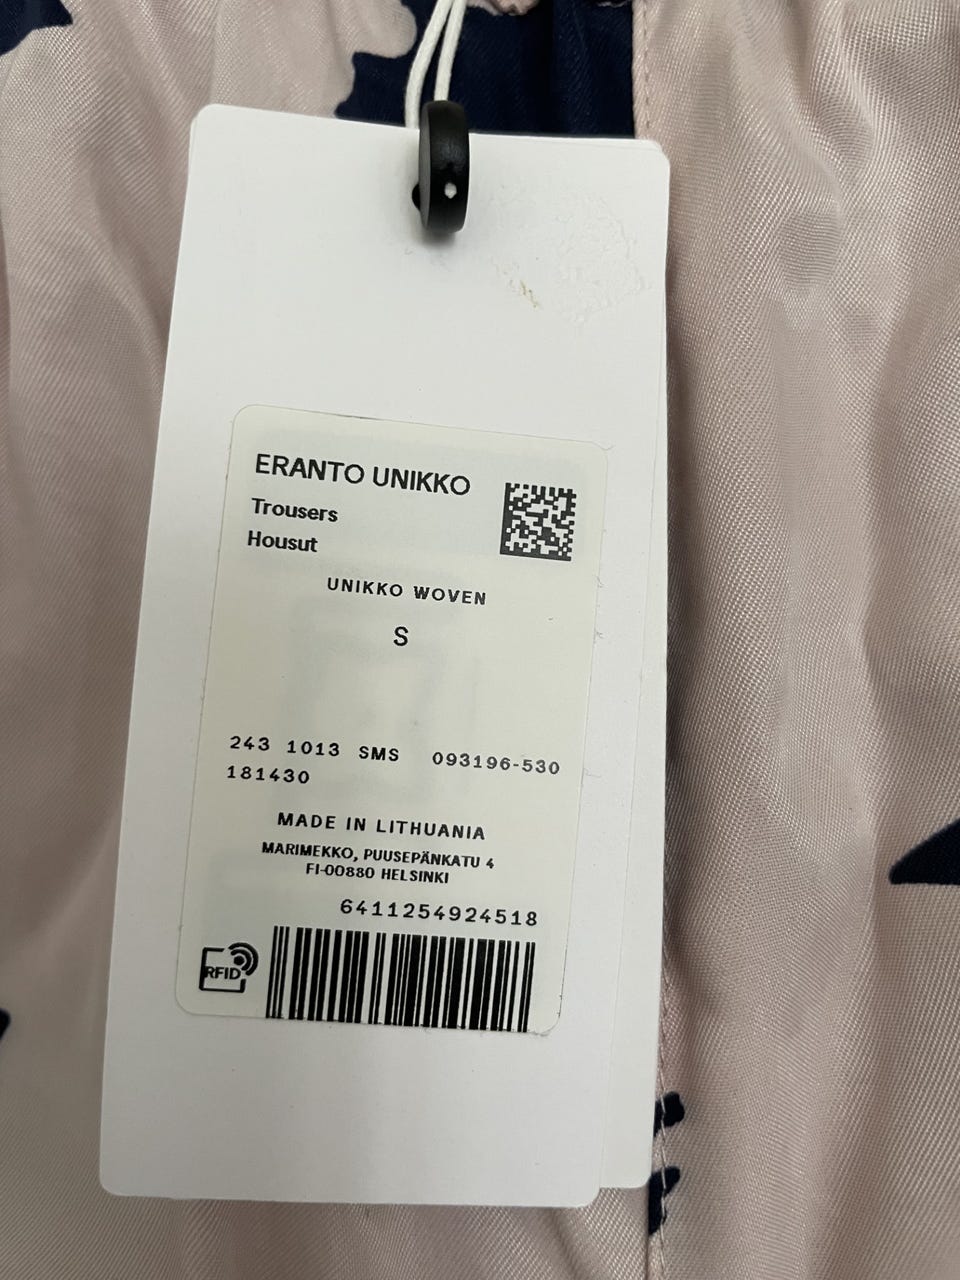 ERANTO UNIKKO
Trousers
Housut
UNIKKO WOVEN
S
243 1013 SMS 093196-530
181430
MADE IN LITHUANIA
MARIMEKKO, PUUSEPÄNKATU 4
FI-00880 HELSINKI
6411254924518
RFID